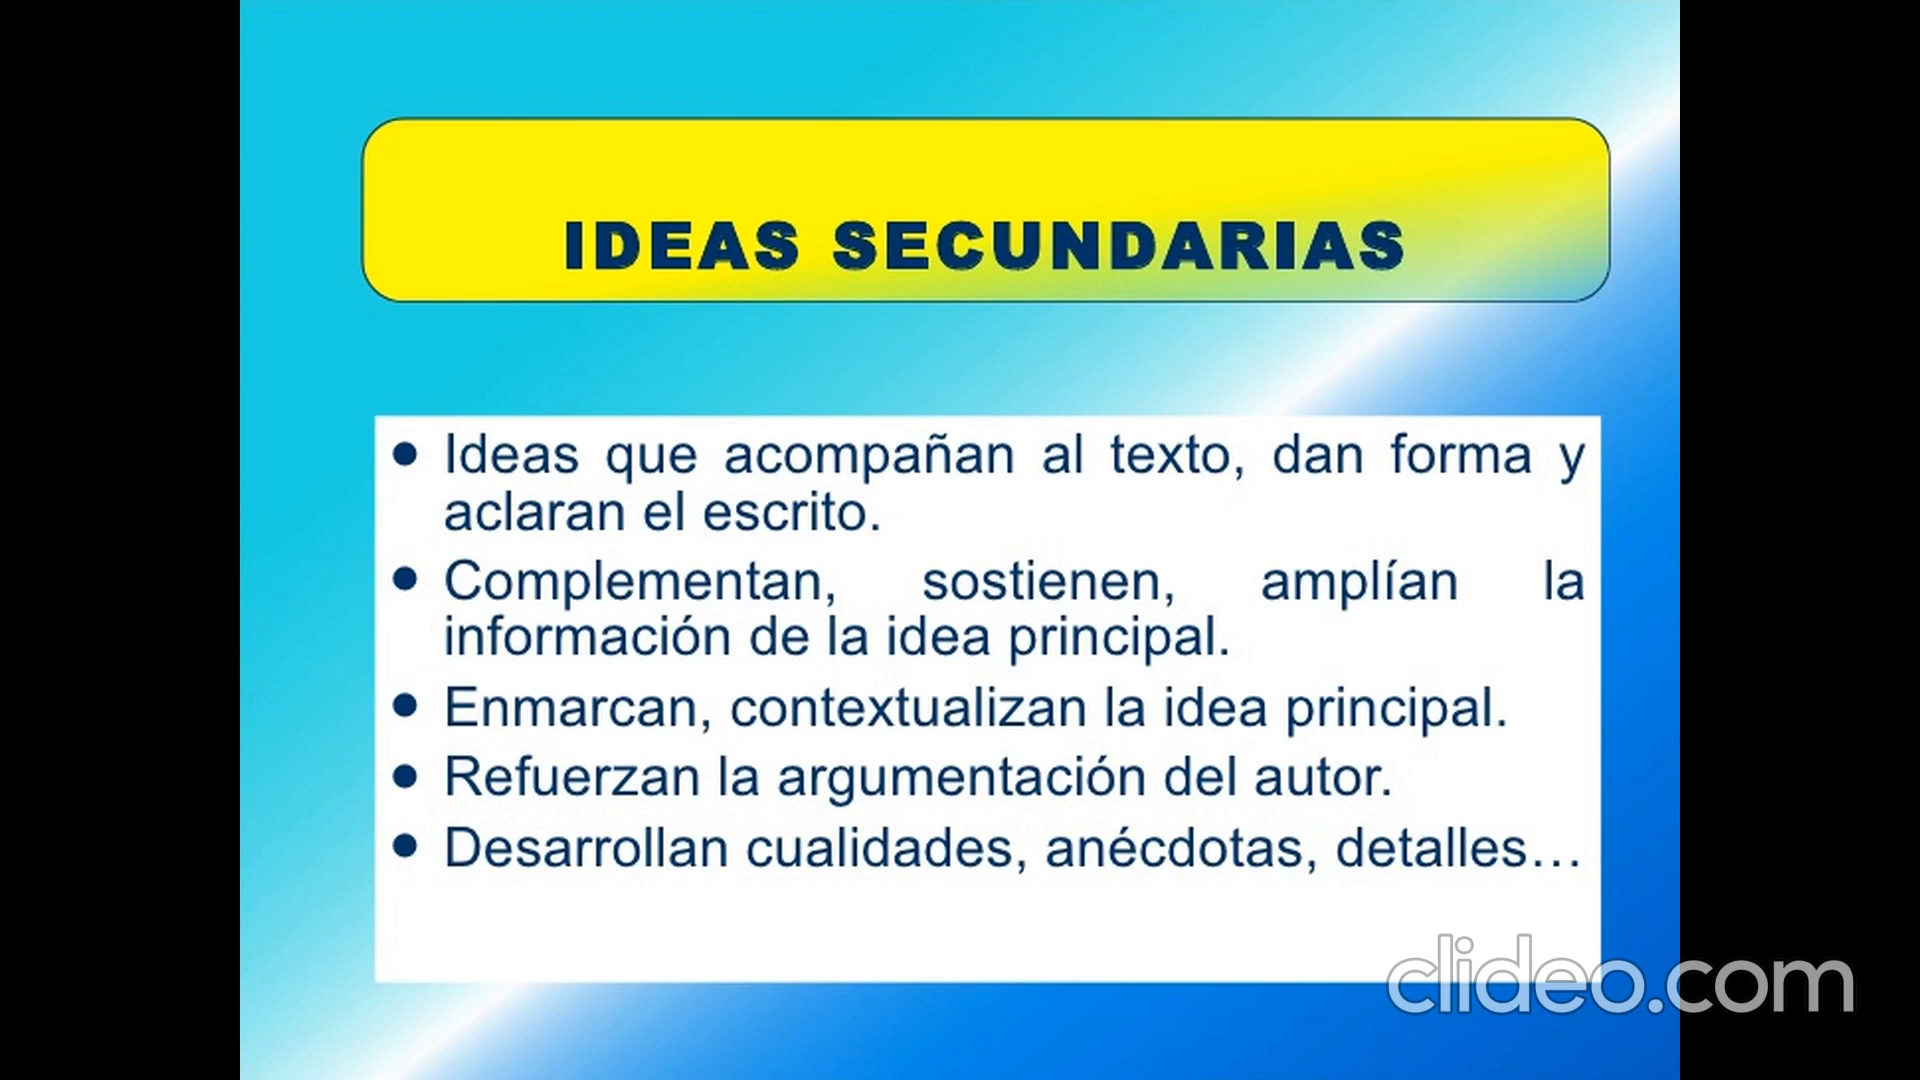 IDEAS SECUNDARIAS
● Ideas que acompañan al texto, dan forma y
aclaran el escrito.
● Complementan, sostienen, amplían la
información de la idea principal.
● Enmarcan, contextualizan la idea principal.
● Refuerzan la argumentación del autor.
● Desarrollan cualidades, anécdotas, detalles…
clideo.com